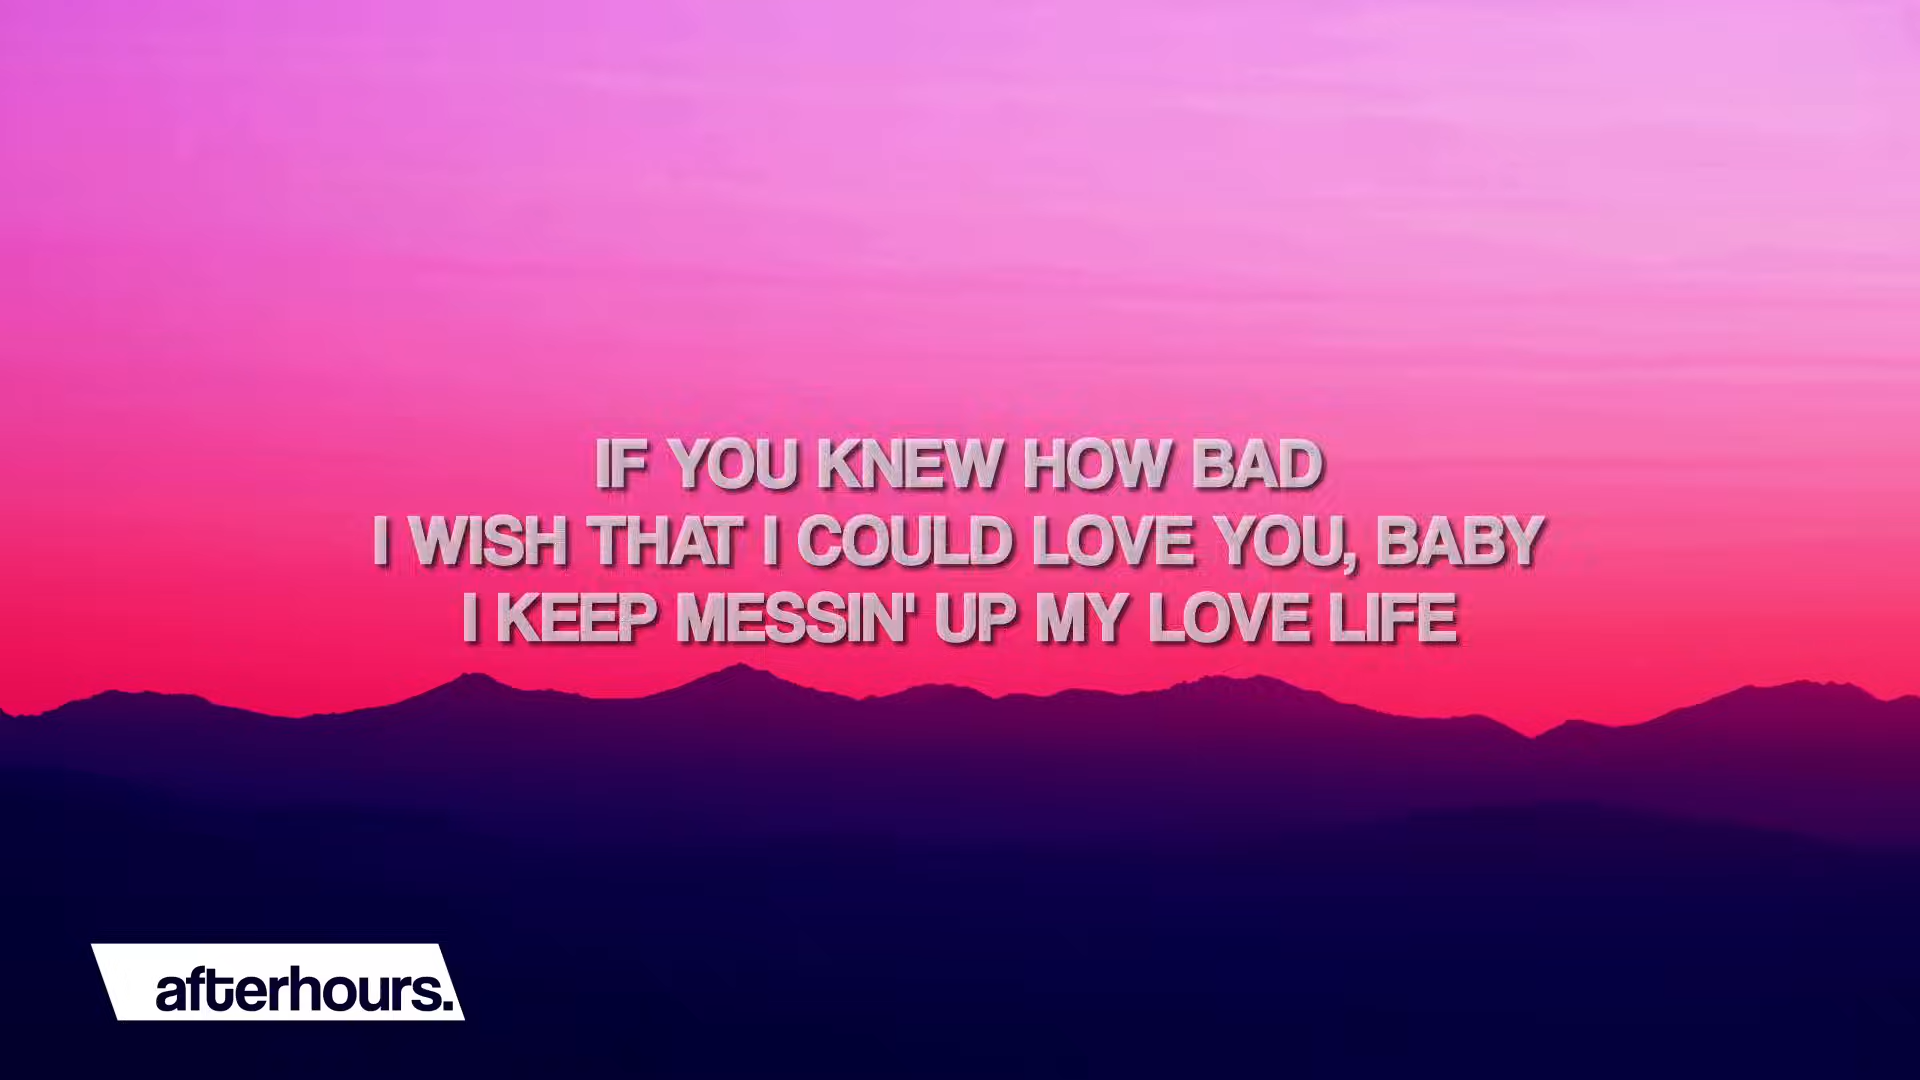 IF YOU KNEW HOW BAD
I WISH THAT I COULD LOVE YOU, BABY
I KEEP MESSIN' UP MY LOVE LIFE
afterhours.